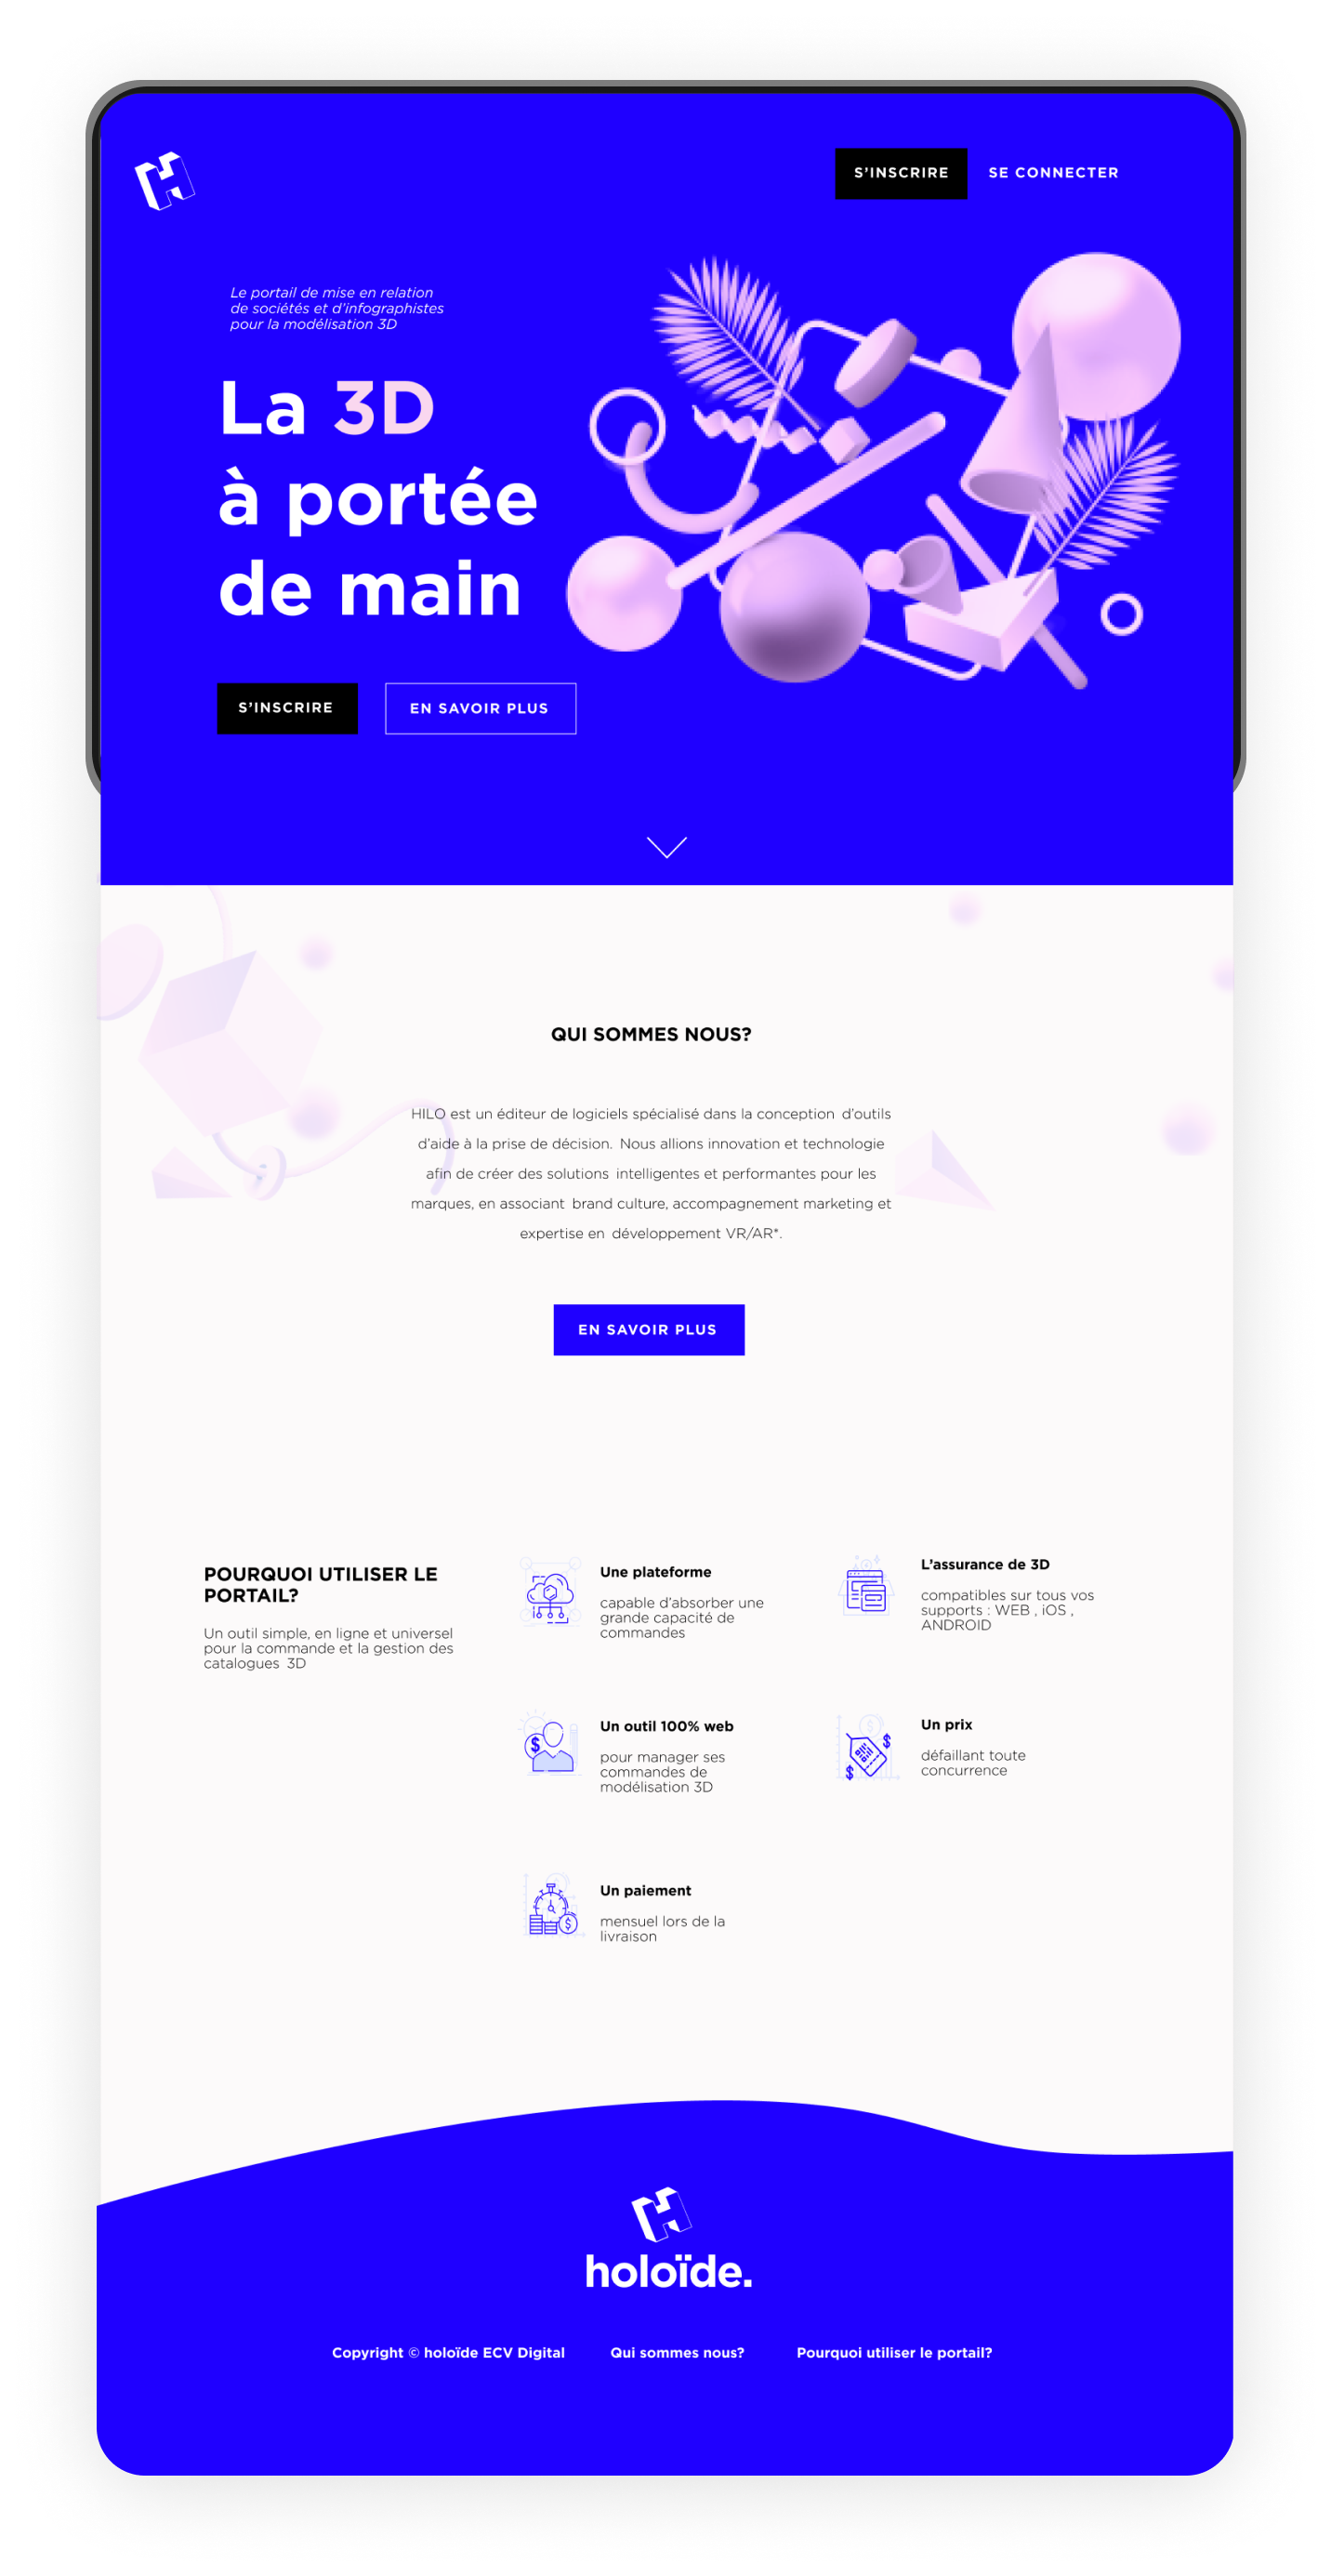 S’INSCRIRE
SE CONNECTER
Le portail de mise en relation
de sociétés et d’infographistes
pour la modélisation 3D
La 3D
à portée
de main
S’INSCRIRE
EN SAVOIR PLUS
QUI SOMMES NOUS?
HILO est un éditeur de logiciels spécialisé dans la conception d’outils
d’aide à la prise de décision. Nous allions innovation et technologie
afin de créer des solutions intelligentes et performantes pour les
marques, en associant brand culture, accompagnement marketing et
expertise en développement VR/AR*.
EN SAVOIR PLUS
POURQUOI UTILISER LE
PORTAIL?
Un outil simple, en ligne et universel
pour la commande et la gestion des
catalogues 3D
Une plateforme
capable d’absorber une
grande capacité de
commandes
L’assurance de 3D
compatibles sur tous vos
supports : WEB , iOS ,
ANDROID
Un outil 100% web
pour manager ses
commandes de
modélisation 3D
Un prix
défaillant toute
concurrence
Un paiement
mensuel lors de la
livraison
holoïde.
Copyright © holoïde ECV Digital
Qui sommes nous?
Pourquoi utiliser le portail?